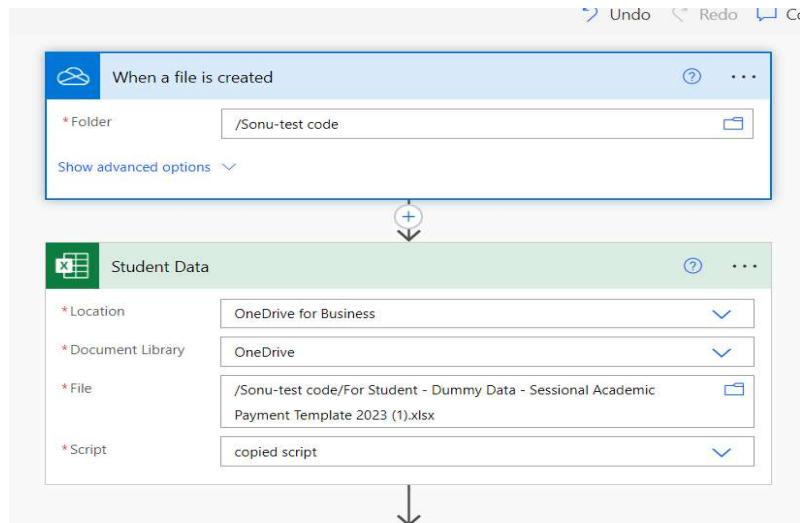 Undo Redo
When a file is created
*Folder /Sonu-test code
Show advanced options
Student Data
*Location OneDrive for Business
*Document Library OneDrive
*File /Sonu-test code/For Student - Dummy Data - Sessional Academic
Payment Template 2023 (1).xlsx
*Script copied script